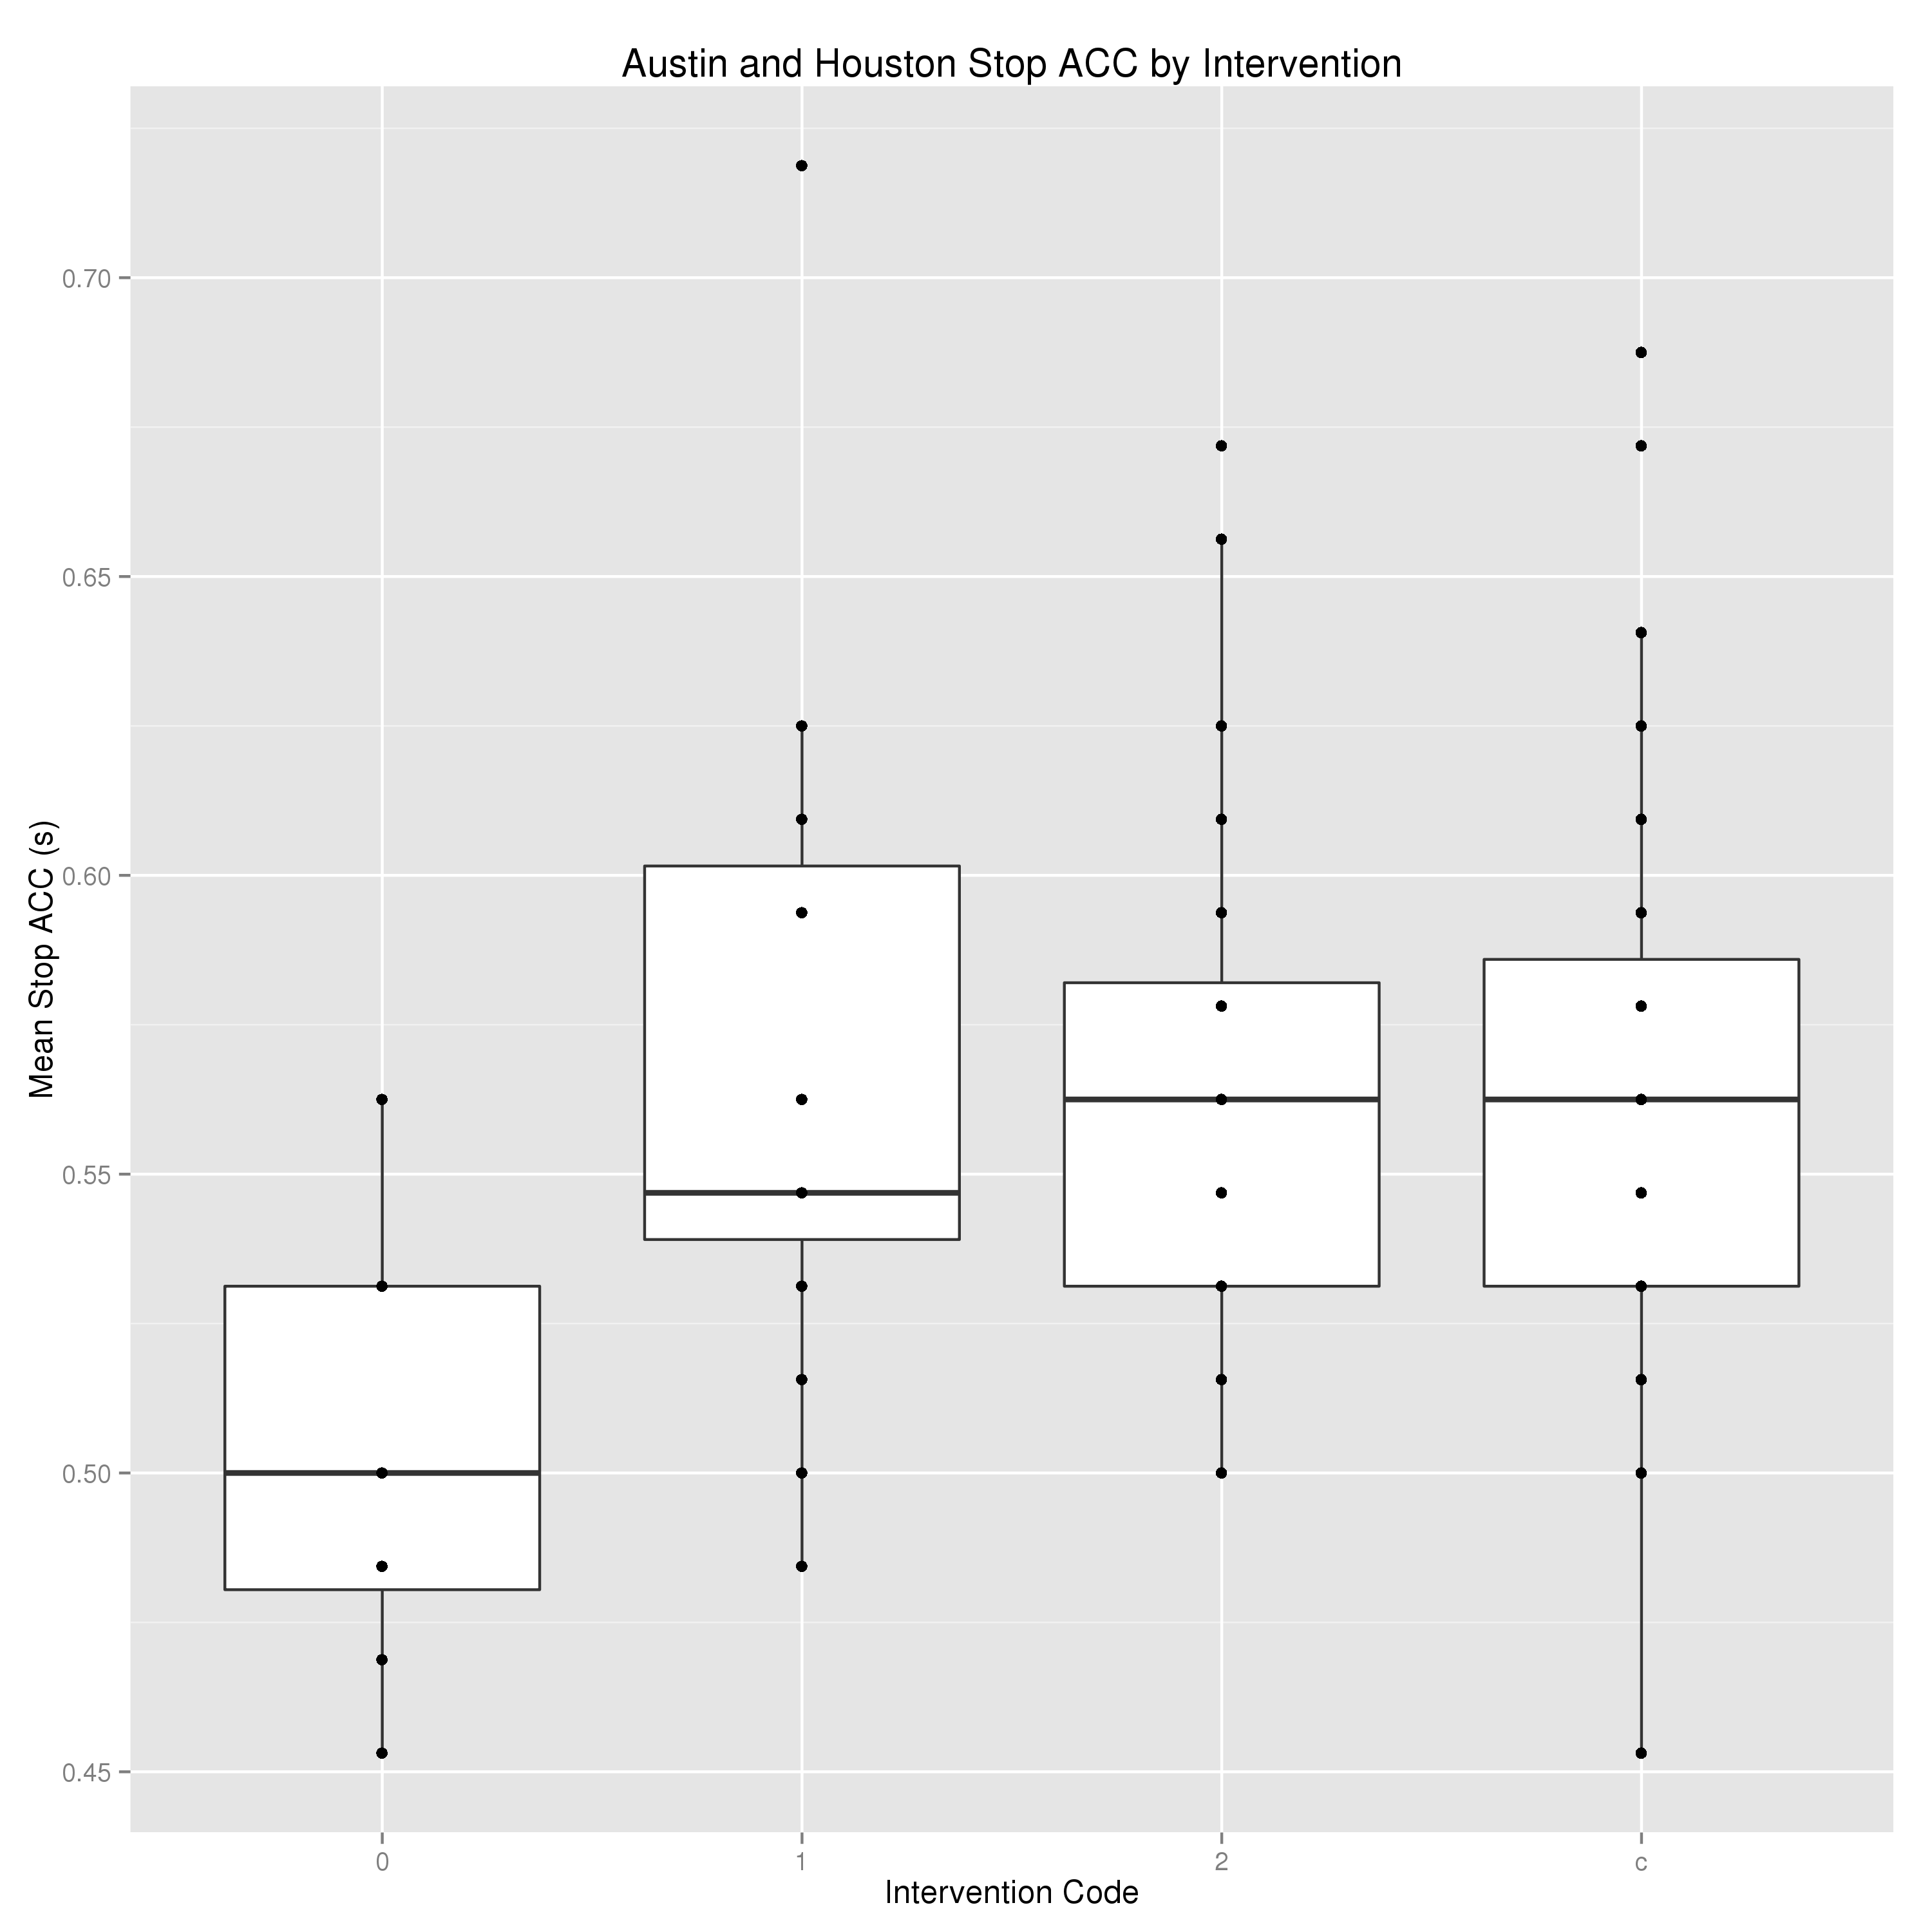 Austin and Houston Stop ACC by Intervention
Mean Stop ACC (s)
0.70
0.65
0.60
0.55
0.50
0.45
0 1 2 c
Intervention Code